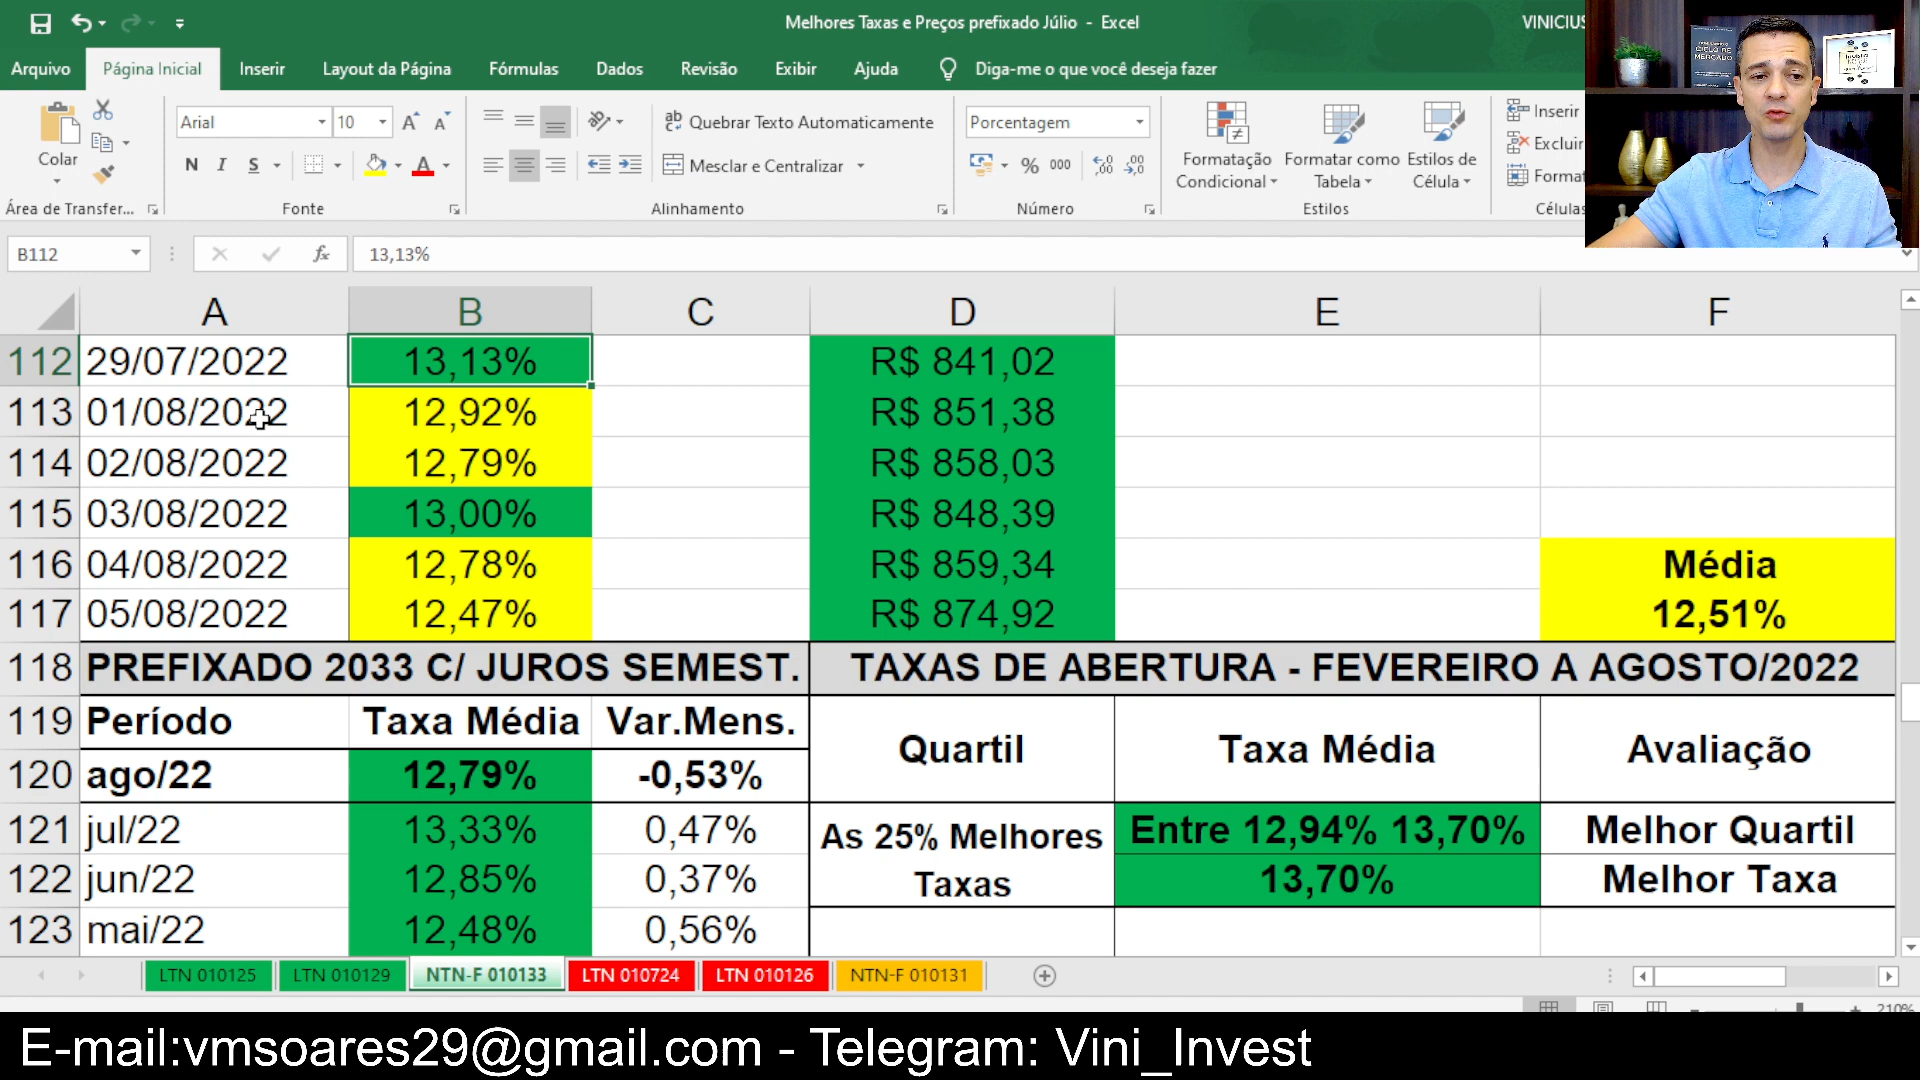 Melhores Taxas e Preços prefixado Júlio - Excel
VINICIUS
Arquivo Página Inicial Inserir Layout da Página Fórmulas Dados Revisão Exibir Ajuda Diga-me o que você deseja fazer
CICLO DE
MERCADO
Colar
Área de Transfer...
Arial 10
N I S
Fonte
Quebrar Texto Automaticamente
Mesclar e Centralizar
Alinhamento
Porcentagem
% 000
Número
Formatação Condicional
Formatar como Tabela
Estilos de Célula
Estilos
Inserir
Excluir
Format
Células
B112 fx 13,13%
A B C D E F
112 29/07/2022 13,13% R$ 841,02
113 01/08/2022 12,92% R$ 851,38
114 02/08/2022 12,79% R$ 858,03
115 03/08/2022 13,00% R$ 848,39
116 04/08/2022 12,78% R$ 859,34 Média
117 05/08/2022 12,47% R$ 874,92 12,51%
118 PREFIXADO 2033 C/ JUROS SEMEST. TAXAS DE ABERTURA - FEVEREIRO A AGOSTO/2022
119 Período Taxa Média Var.Mens. Quartil Taxa Média Avaliação
120 ago/22 12,79% -0,53%
121 jul/22 13,33% 0,47% As 25% Melhores Entre 12,94% 13,70% Melhor Quartil
122 jun/22 12,85% 0,37% Taxas 13,70% Melhor Taxa
123 mai/22 12,48% 0,56%
LTN 010125 LTN 010129 NTN-F 010133 LTN 010724 LTN 010126 NTN-F 010131
210%
E-mail:vmsoares29@gmail.com - Telegram: Vini_Invest